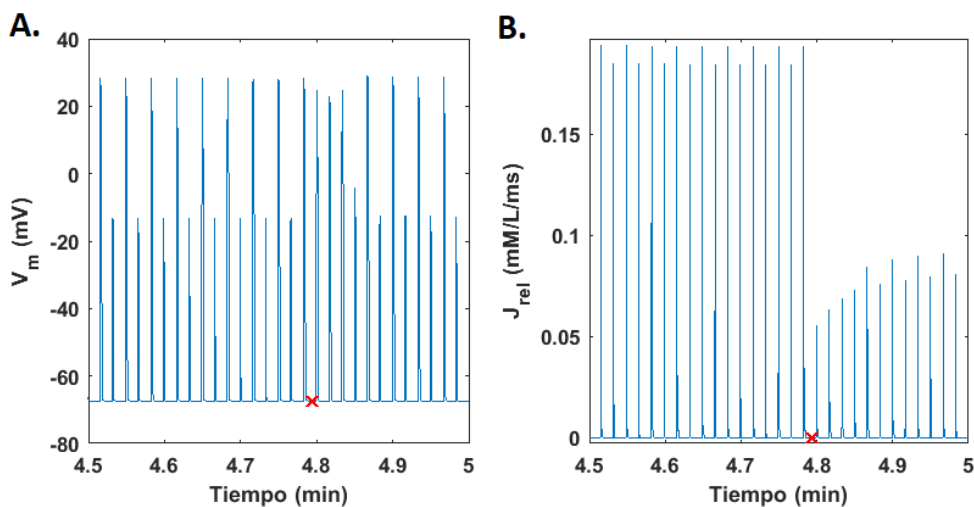 A.
40
20
0
-20
-40
-60
-80
V_m (mV)
4.5 4.6 4.7 4.8 4.9 5
Tiempo (min)
B.
0.15
0.1
0.05
0
J_rel (mM/L/ms)
4.5 4.6 4.7 4.8 4.9 5
Tiempo (min)